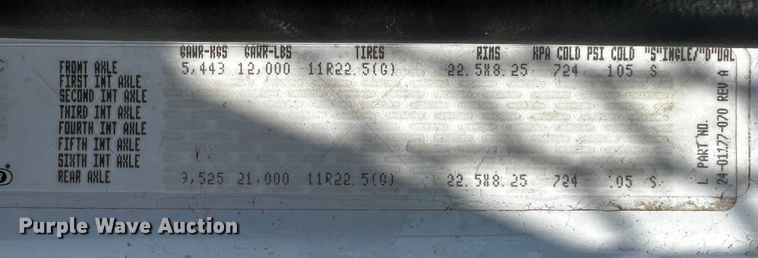 GAWR-KGS GAWR-LBS TIRES RIMS KPA COLD PSI COLD "S"INGLE/"D"UAL
FRONT AXLE 5,443 12,000 11R22.5(G) 22.5X8.25 724 105 S
FIRST INT AXLE
SECOND INT AXLE
THIRD INT AXLE
FOURTH INT AXLE
FIFTH INT AXLE
SIXTH INT AXLE
REAR AXLE 9,525 21,000 11R22.5(G) 22.5X8.25 724 105 S
PART NO.
24-01177-070 REV A
Purple Wave Auction